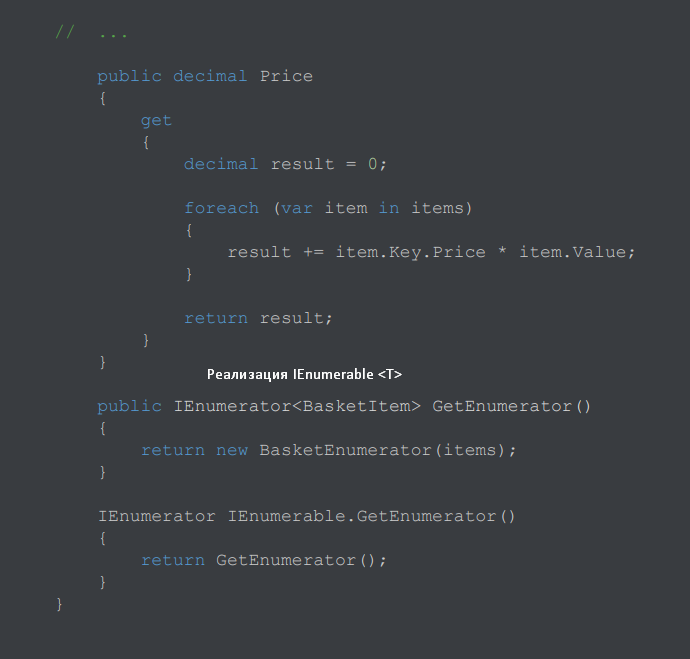 // ...
public decimal Price
{
get
{
decimal result = 0;
foreach (var item in items)
{
result += item.Key.Price * item.Value;
}
return result;
}
}
Реализация IEnumerable <T>
public IEnumerator<BasketItem> GetEnumerator()
{
return new BasketEnumerator(items);
}
IEnumerator IEnumerable.GetEnumerator()
{
return GetEnumerator();
}
}